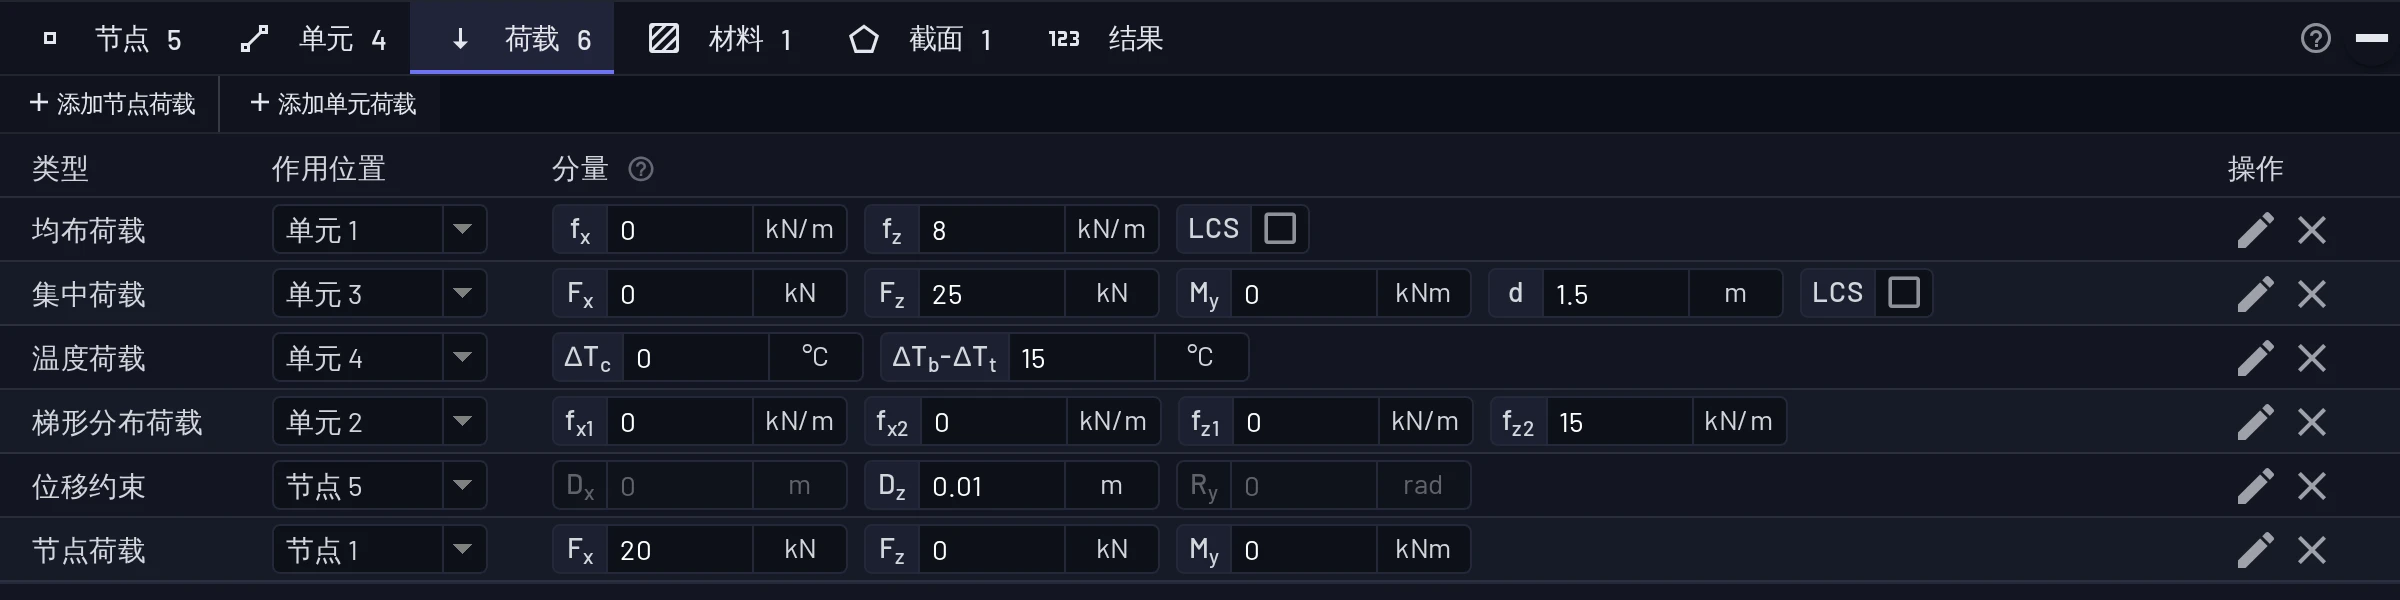 节点 5 单元 4 荷载 6 材料 1 截面 1 123 结果
+ 添加节点荷载 + 添加单元荷载
类型 作用位置 分量 ? 操作
均布荷载 单元 1 fx 0 kN/m fz 8 kN/m LCS
集中荷载 单元 3 Fx 0 kN Fz 25 kN My 0 kNm d 1.5 m LCS
温度荷载 单元 4 ΔTc 0 °C ΔTb-ΔTt 15 °C
梯形分布荷载 单元 2 fx1 0 kN/m fx2 0 kN/m fz1 0 kN/m fz2 15 kN/m
位移约束 节点 5 Dx 0 m Dz 0.01 m Ry 0 rad
节点荷载 节点 1 Fx 20 kN Fz 0 kN My 0 kNm